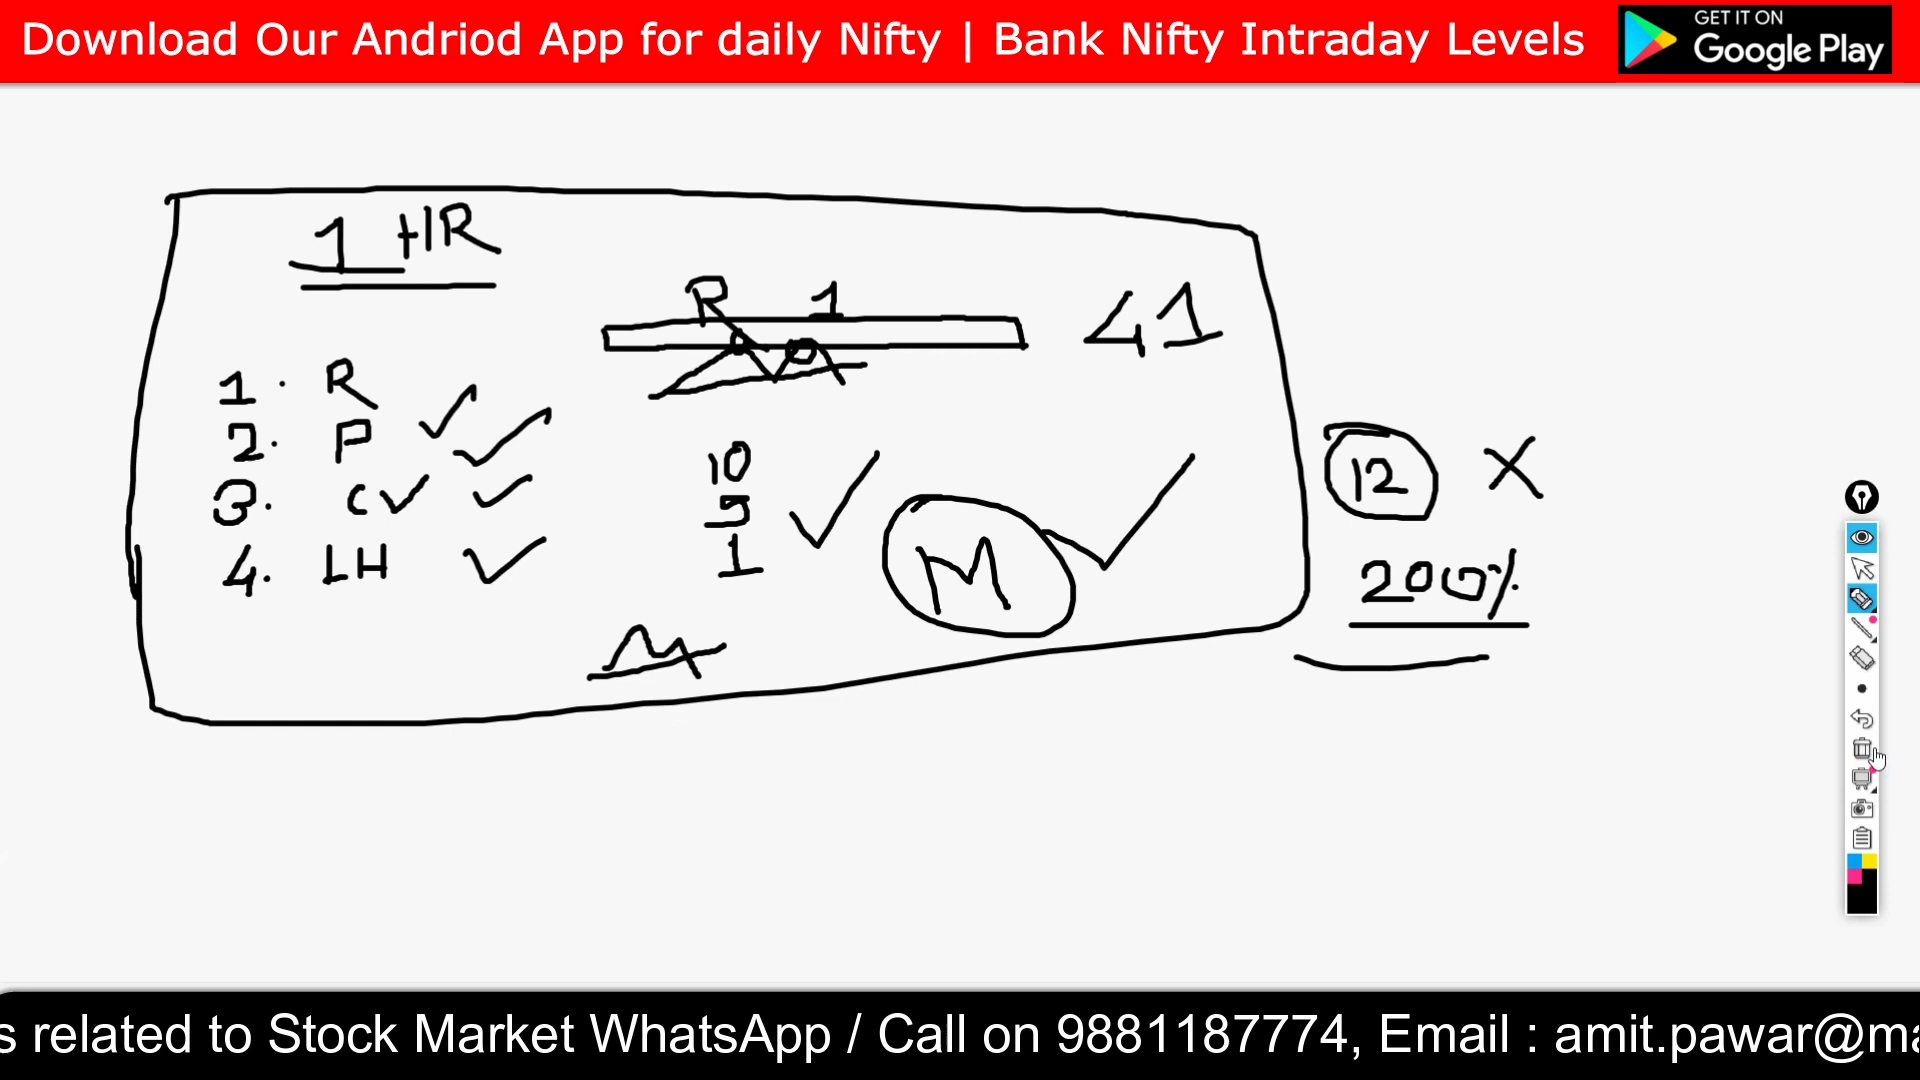 Download Our Andriod App for daily Nifty | Bank Nifty Intraday Levels
GET IT ON
Google Play
1 HR
R 1
41
1. R
2. P
3. C
4. LH
10
9
1
M
12 X
200%
s related to Stock Market WhatsApp / Call on 9881187774, Email : amit.pawar@ma